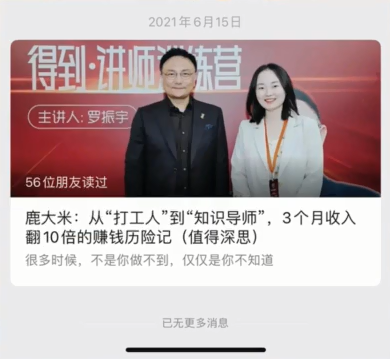 2021年6月15日
得到·讲师训练营
主讲人:罗振宇
56位朋友读过
鹿大米：从“打工人”到“知识导师”，3个月收入
翻10倍的赚钱历险记（值得深思）
很多时候，不是你做不到，仅仅是你不知道
已无更多消息